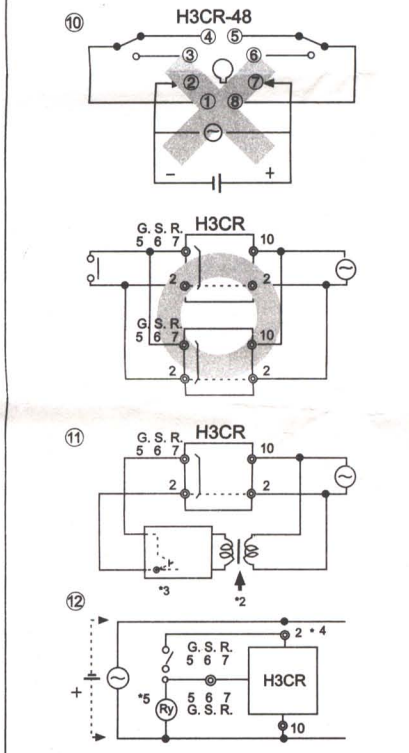 ⑩ H3CR-48
④ ⑤
③ ⑥
② ⑦
① ⑧
− +
H3CR
G. S. R.
5 6 7 10
2 2
G. S. R.
5 6 7 10
2 2
⑪ H3CR
G. S. R.
5 6 7 10
2 2
*3 *2
⑫
2 *4
G. S. R.
5 6 7
H3CR
+ *5 Ry
5 6 7
G. S. R.
10